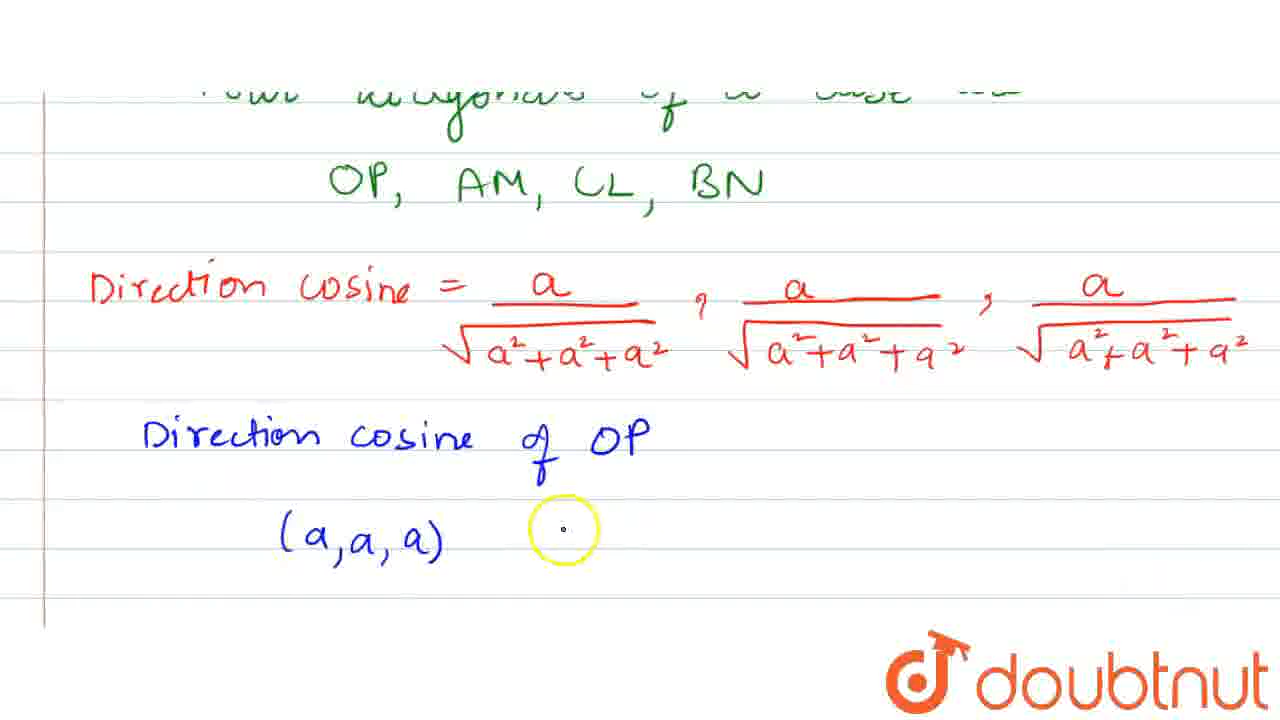 of a
OP, AM, CL, BN
Direction cosine = a/√(a²+a²+a²), a/√(a²+a²+a²), a/√(a²+a²+a²)
Direction cosine of OP
(a, a, a)
doubtnut